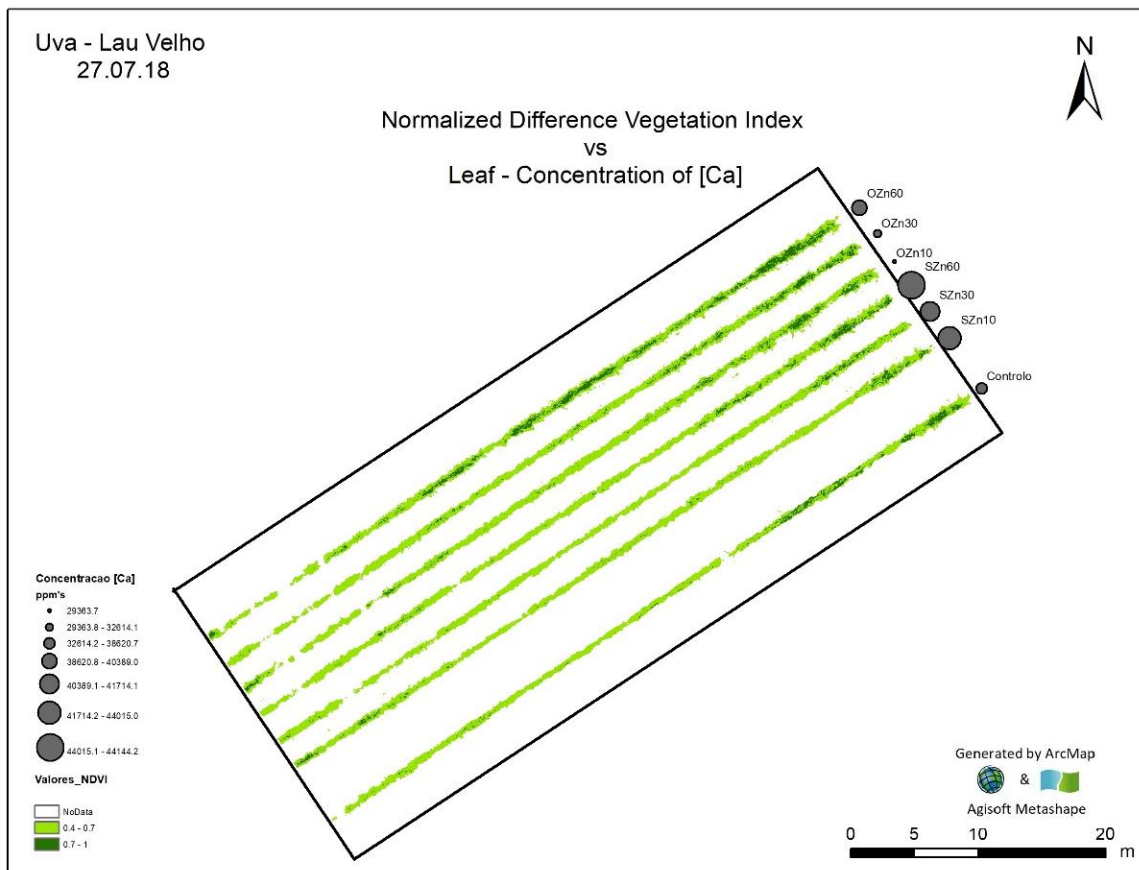 Uva - Lau Velho
27.07.18
N
Normalized Difference Vegetation Index
vs
Leaf - Concentration of [Ca]
OZn60
OZn30
OZn10
SZn60
SZn30
SZn10
Controlo
Concentracao [Ca]
ppm's
29363.7
29363.8 - 32614.1
32614.2 - 38620.7
38620.8 - 40389.0
40389.1 - 41714.1
41714.2 - 44015.0
44015.1 - 44144.2
Valores_NDVI
NoData
0.4 - 0.7
0.7 - 1
Generated by ArcMap
&
Agisoft Metashape
0 5 10 20
m